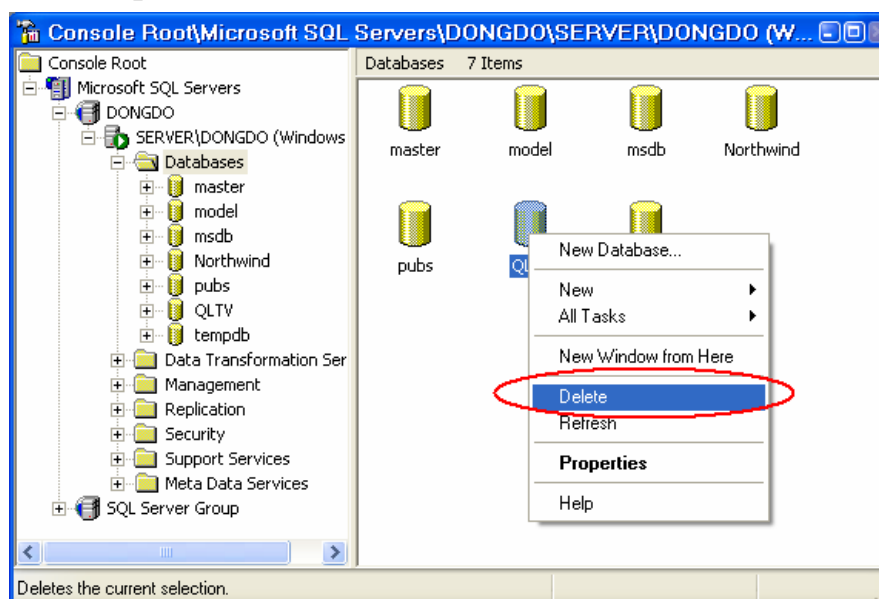 Console Root\Microsoft SQL Servers\DONGDO\SERVER\DONGDO (W...
Console Root
Microsoft SQL Servers
DONGDO
SERVER\DONGDO (Windows
Databases
master
model
msdb
Northwind
pubs
QLTV
tempdb
Data Transformation Ser
Management
Replication
Security
Support Services
Meta Data Services
SQL Server Group
Databases 7 Items
master model msdb Northwind
pubs
New Database...
New
All Tasks
New Window from Here
Delete
Refresh
Properties
Help
Deletes the current selection.